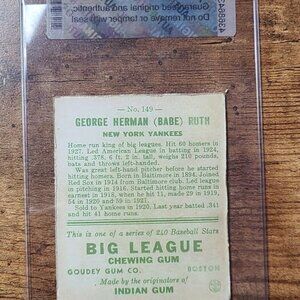 Guaranteed original and authentic
Do not remove or tamper with seal
— No. 149 —
GEORGE HERMAN (BABE) RUTH
NEW YORK YANKEES
Home run king of big leagues. Hit 60 homers in
1927. Led American League in batting in 1924,
hitting .378. 6 ft. 2 in. tall, weighs 210 pounds,
bats and throws left-handed.
Was great left-hand pitcher before he became
an outfielder. Born in Baltimore in 1894. Joined
Red Sox in 1914 from Baltimore club. Led league
in pitching in 1916. Started hitting home runs in
earnest in 1918, when he hit 11, made 29 in 1919,
54 in 1920 and 59 in 1921.
Sold to Yankees in 1920. Last year batted .341
and hit 41 home runs.
This is one of a series of 240 Baseball Stars
BIG LEAGUE
CHEWING GUM
GOUDEY GUM CO. BOSTON
Made by the originators of
INDIAN GUM